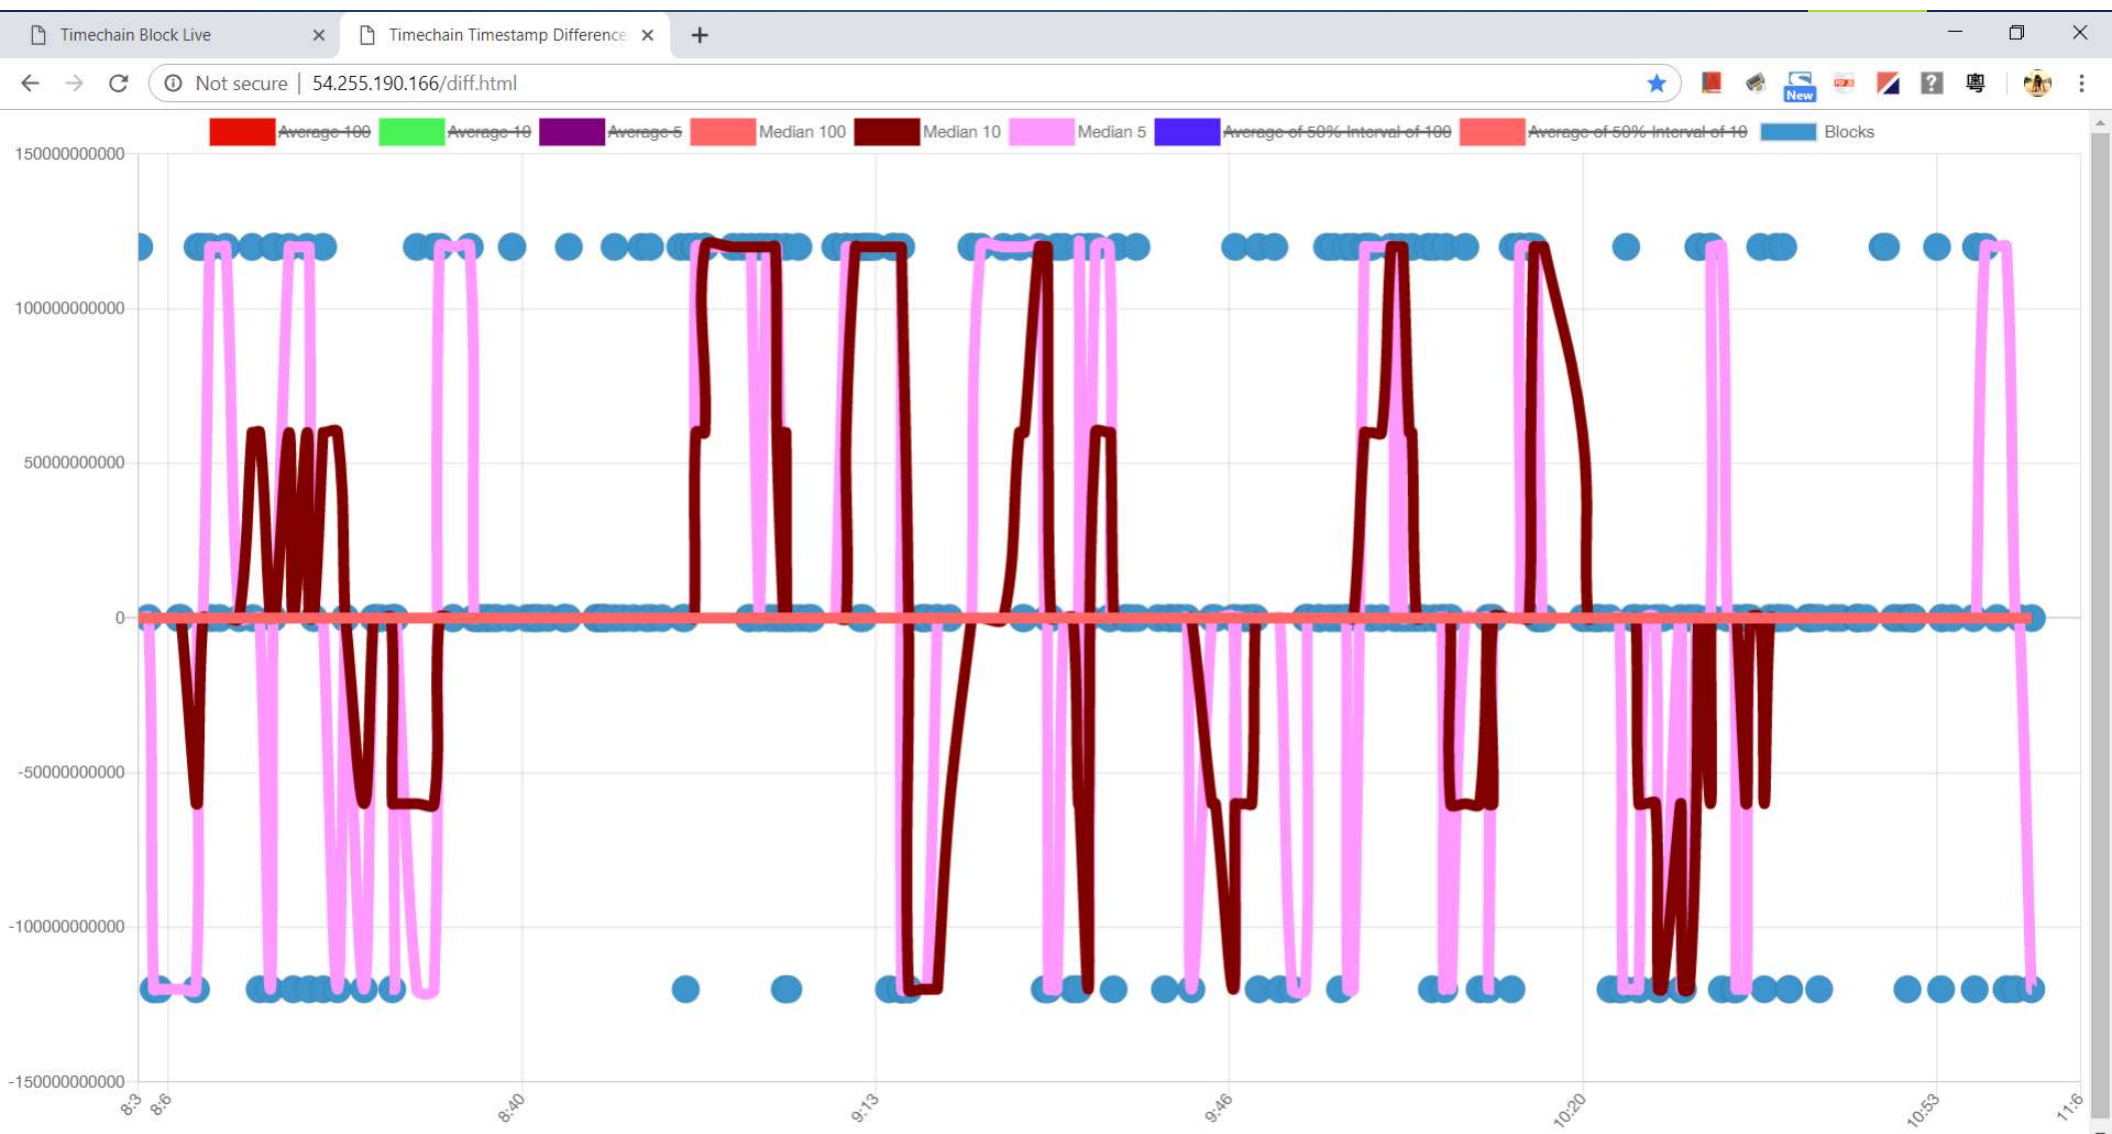 Timechain Block Live
Timechain Timestamp Difference
Not secure | 54.255.190.166/diff.html
New
Average 100 Average 10 Average 5 Median 100 Median 10 Median 5 Average of 50% Interval of 100 Average of 50% Interval of 10 Blocks
150000000000
100000000000
50000000000
0
-50000000000
-100000000000
-150000000000
8:3 8:6 8:40 9:13 9:46 10:20 10:53 11:6